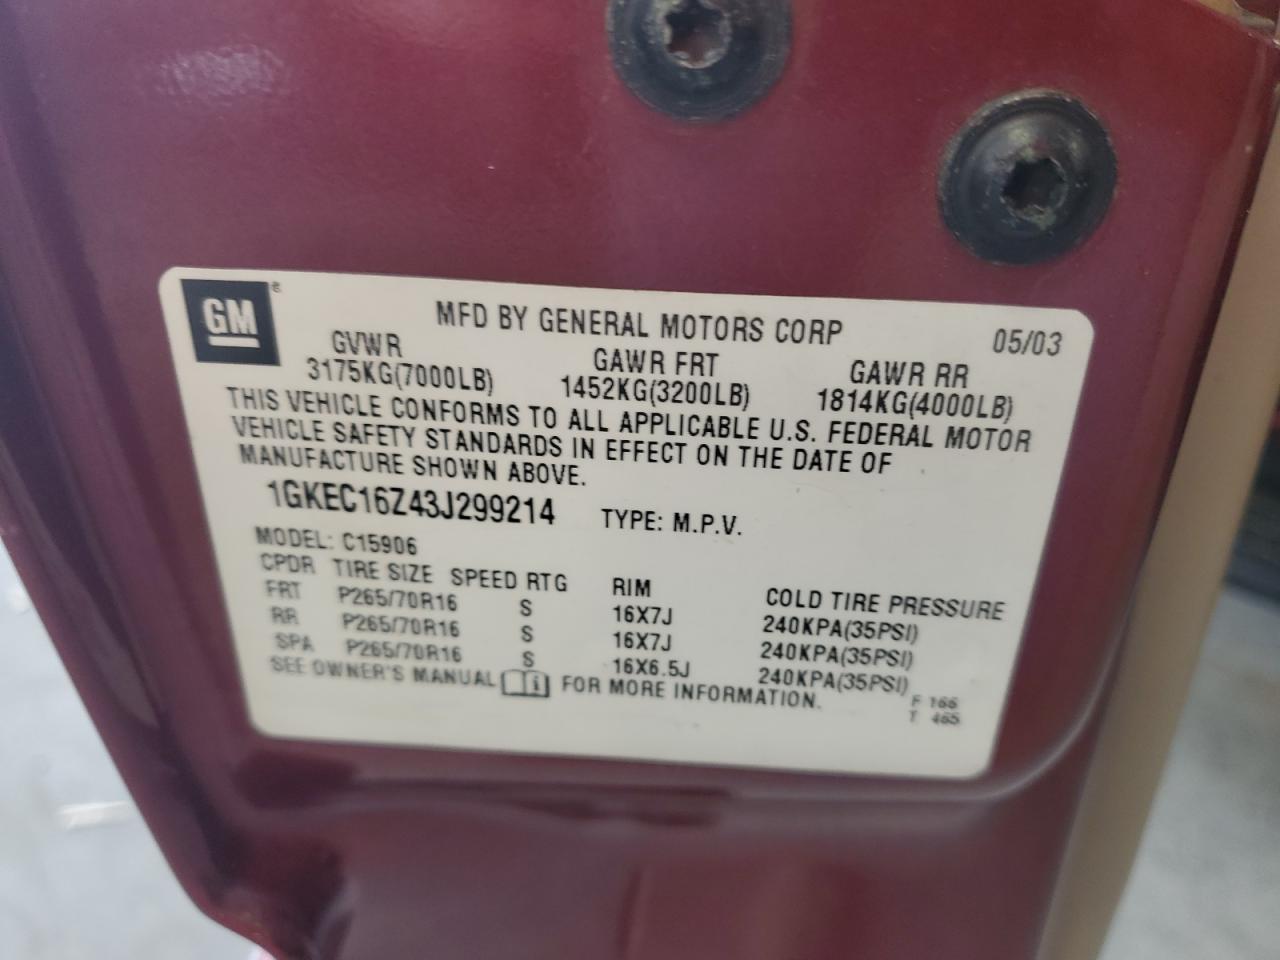 GM ®
MFD BY GENERAL MOTORS CORP 05/03
GVWR GAWR FRT GAWR RR
3175KG(7000LB) 1452KG(3200LB) 1814KG(4000LB)
THIS VEHICLE CONFORMS TO ALL APPLICABLE U.S. FEDERAL MOTOR
VEHICLE SAFETY STANDARDS IN EFFECT ON THE DATE OF
MANUFACTURE SHOWN ABOVE.
1GKEC16Z43J299214 TYPE: M.P.V.
MODEL: C15906
CPDR TIRE SIZE SPEED RTG RIM COLD TIRE PRESSURE
FRT P265/70R16 S 16X7J 240KPA(35PSI)
RR P265/70R16 S 16X7J 240KPA(35PSI)
SPA P265/70R16 S 16X6.5J 240KPA(35PSI)
SEE OWNER'S MANUAL i FOR MORE INFORMATION.
F 166
T 465